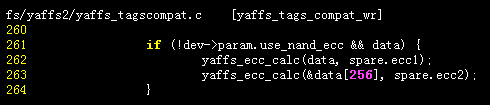 fs/yaffs2/yaffs_tagscompat.c    [yaffs_tags_compat_wr]
260
261             if (!dev->param.use_nand_ecc && data) {
262                     yaffs_ecc_calc(data, spare.ecc1);
263                     yaffs_ecc_calc(&data[256], spare.ecc2);
264             }